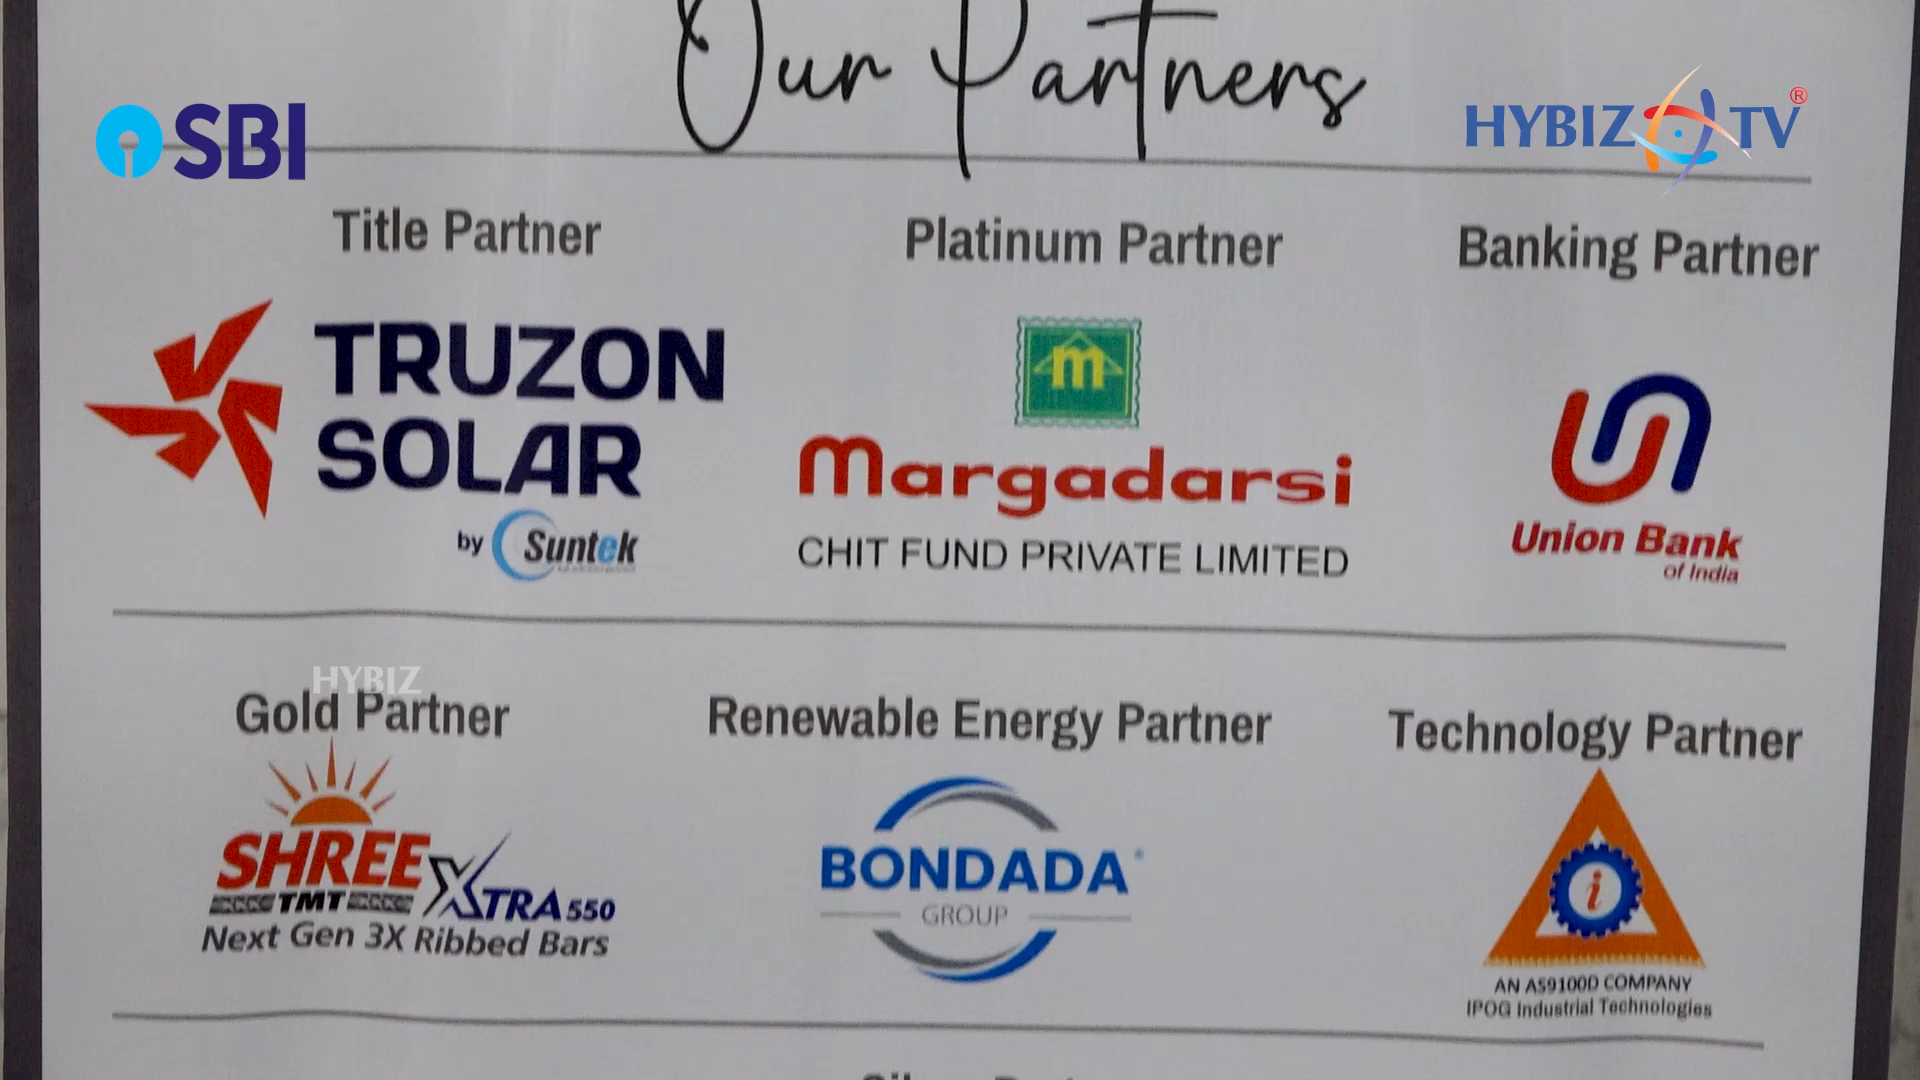 Our Partners
SBI
HYBIZ TV®
Title Partner
Platinum Partner
Banking Partner
TRUZON
SOLAR
by Suntek
m
Margadarsi
CHIT FUND PRIVATE LIMITED
Union Bank
of India
HYBIZ
Gold Partner
Renewable Energy Partner
Technology Partner
SHREE
TMT
XTRA 550
Next Gen 3X Ribbed Bars
BONDADA
GROUP
i
AN AS9100D COMPANY
IPOG Industrial Technologies